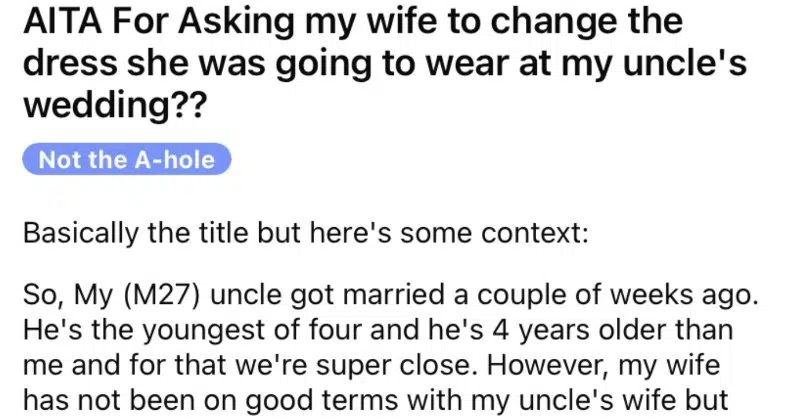 AITA For Asking my wife to change the
dress she was going to wear at my uncle's
wedding??
Not the A-hole
Basically the title but here's some context:
So, My (M27) uncle got married a couple of weeks ago.
He's the youngest of four and he's 4 years older than
me and for that we're super close. However, my wife
has not been on good terms with my uncle's wife but